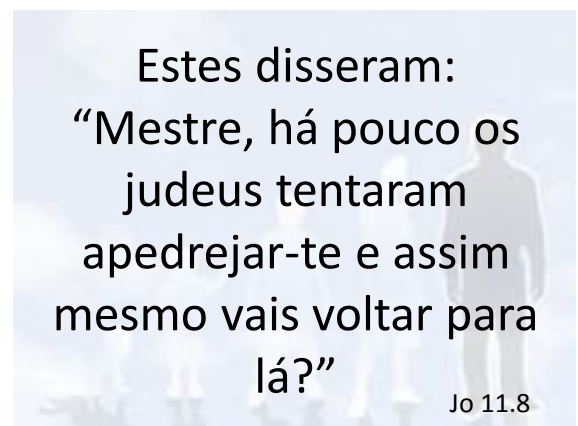 Estes disseram:
“Mestre, há pouco os
judeus tentaram
apedrejar-te e assim
mesmo vais voltar para
lá?”
Jo 11.8